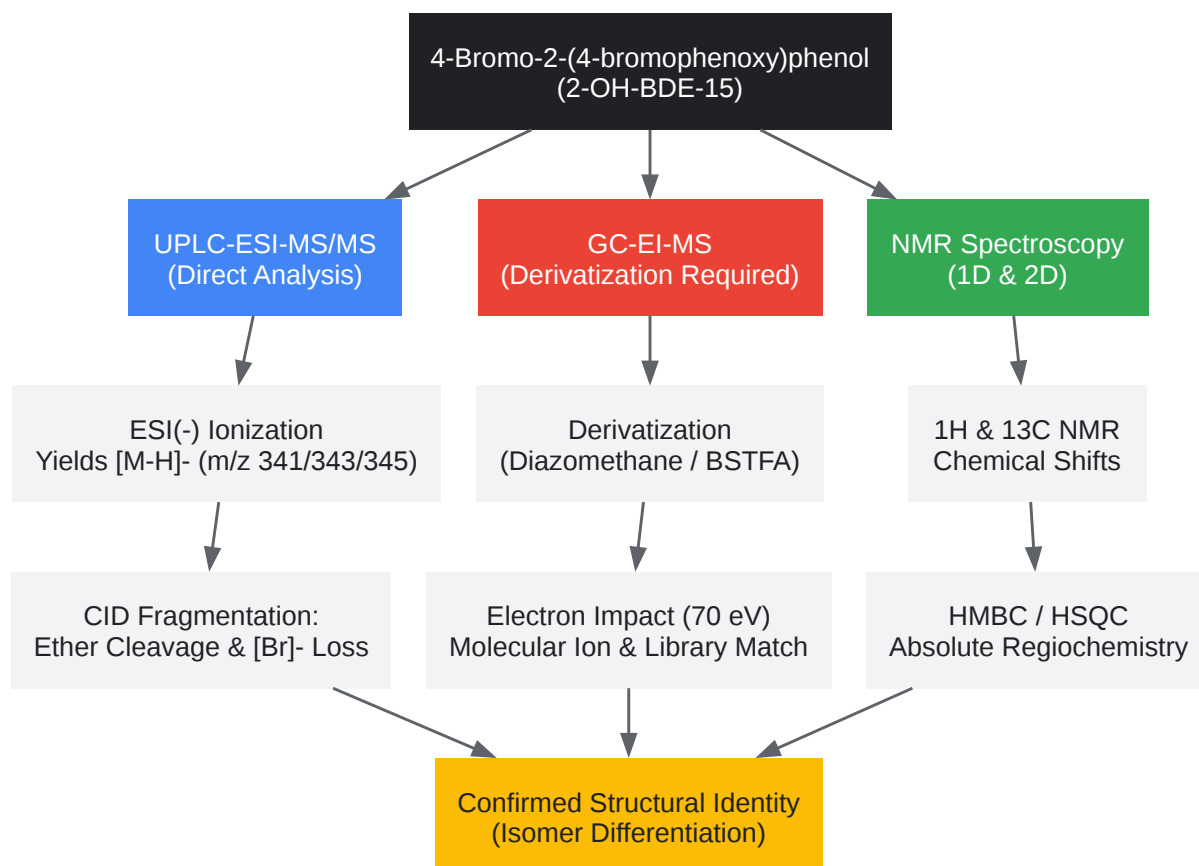 4-Bromo-2-(4-bromophenoxy)phenol
(2-OH-BDE-15)
UPLC-ESI-MS/MS
(Direct Analysis)
GC-EI-MS
(Derivatization Required)
NMR Spectroscopy
(1D & 2D)
ESI(-) Ionization
Yields [M-H]- (m/z 341/343/345)
Derivatization
(Diazomethane / BSTFA)
1H & 13C NMR
Chemical Shifts
CID Fragmentation:
Ether Cleavage & [Br]- Loss
Electron Impact (70 eV)
Molecular Ion & Library Match
HMBC / HSQC
Absolute Regiochemistry
Confirmed Structural Identity
(Isomer Differentiation)